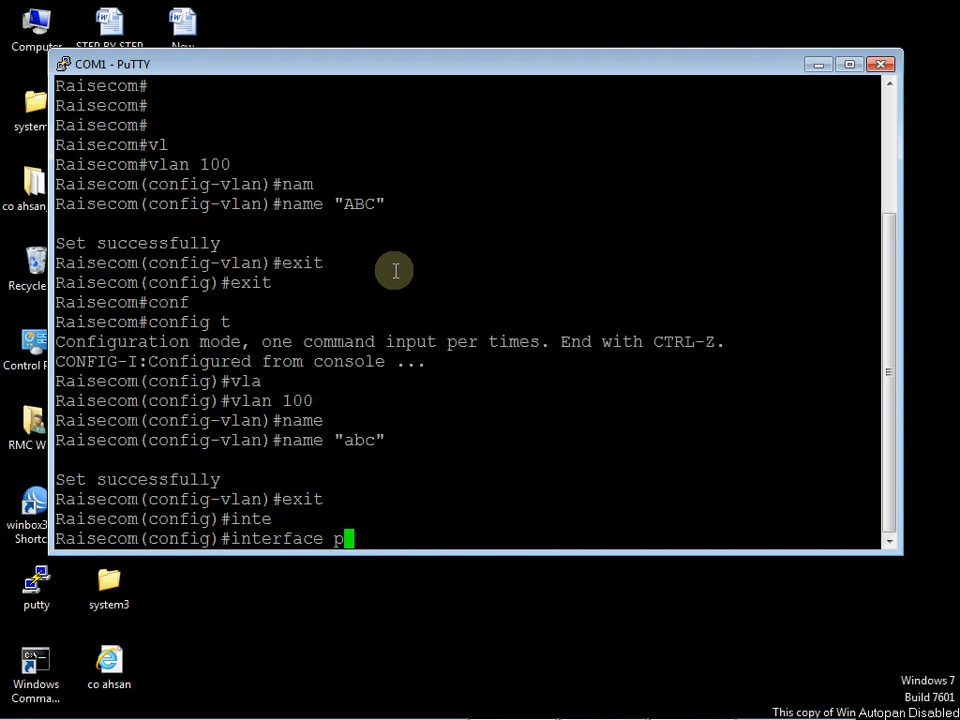 Computer
STEP BY STEP
New
COM1 - PuTTY
Raisecom#
Raisecom#
Raisecom#
Raisecom#vl
Raisecom#vlan 100
Raisecom(config-vlan)#nam
Raisecom(config-vlan)#name "ABC"
Set successfully
Raisecom(config-vlan)#exit
Raisecom(config)#exit
Raisecom#conf
Raisecom#config t
Configuration mode, one command input per times. End with CTRL-Z.
CONFIG-I:Configured from console ...
Raisecom(config)#vla
Raisecom(config)#vlan 100
Raisecom(config-vlan)#name
Raisecom(config-vlan)#name "abc"
Set successfully
Raisecom(config-vlan)#exit
Raisecom(config)#inte
Raisecom(config)#interface p
system
co ahsan
Recycle
Control
RMC W
winbox3
Shortc
putty
system3
Windows
Comma...
co ahsan
Windows 7
Build 7601
This copy of Win Autopan Disabled